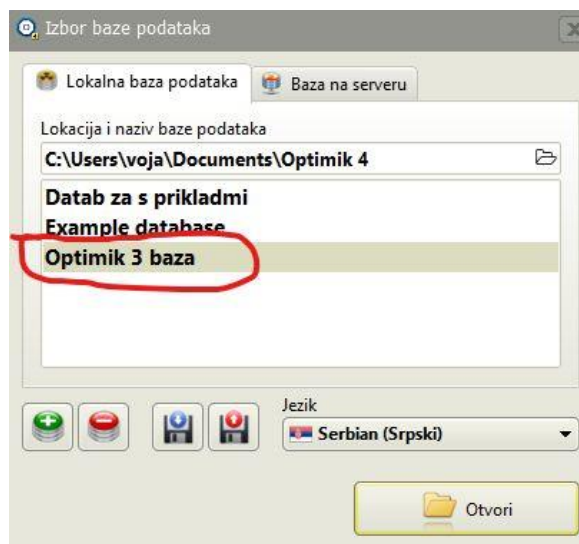 Izbor baze podataka
Lokalna baza podataka
Baza na serveru
Lokacija i naziv baze podataka
C:\Users\voja\Documents\Optimik 4
Datab za s prikladmi
Example database
Optimik 3 baza
Jezik
Serbian (Srpski)
Otvori